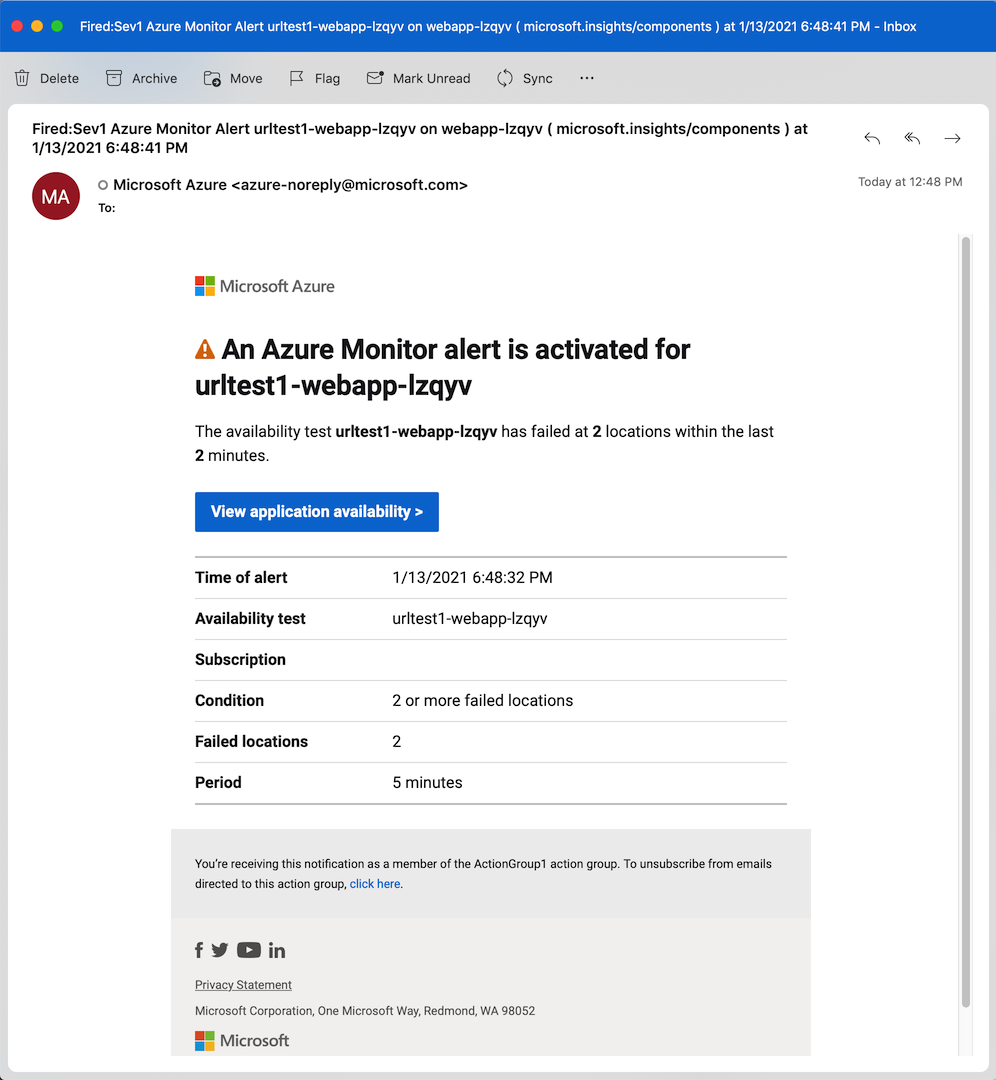 Fired:Sev1 Azure Monitor Alert urltest1-webapp-lzqyv on webapp-lzqyv ( microsoft.insights/components ) at 1/13/2021 6:48:41 PM - Inbox
Delete Archive Move Flag Mark Unread Sync ...
Fired:Sev1 Azure Monitor Alert urltest1-webapp-lzqyv on webapp-lzqyv ( microsoft.insights/components ) at
1/13/2021 6:48:41 PM
MA
Microsoft Azure <azure-noreply@microsoft.com>
Today at 12:48 PM
To:
Microsoft Azure
An Azure Monitor alert is activated for
urltest1-webapp-lzqyv
The availability test urltest1-webapp-lzqyv has failed at 2 locations within the last
2 minutes.
View application availability >
Time of alert 1/13/2021 6:48:32 PM
Availability test urltest1-webapp-lzqyv
Subscription
Condition 2 or more failed locations
Failed locations 2
Period 5 minutes
You're receiving this notification as a member of the ActionGroup1 action group. To unsubscribe from emails
directed to this action group, click here.
Privacy Statement
Microsoft Corporation, One Microsoft Way, Redmond, WA 98052
Microsoft